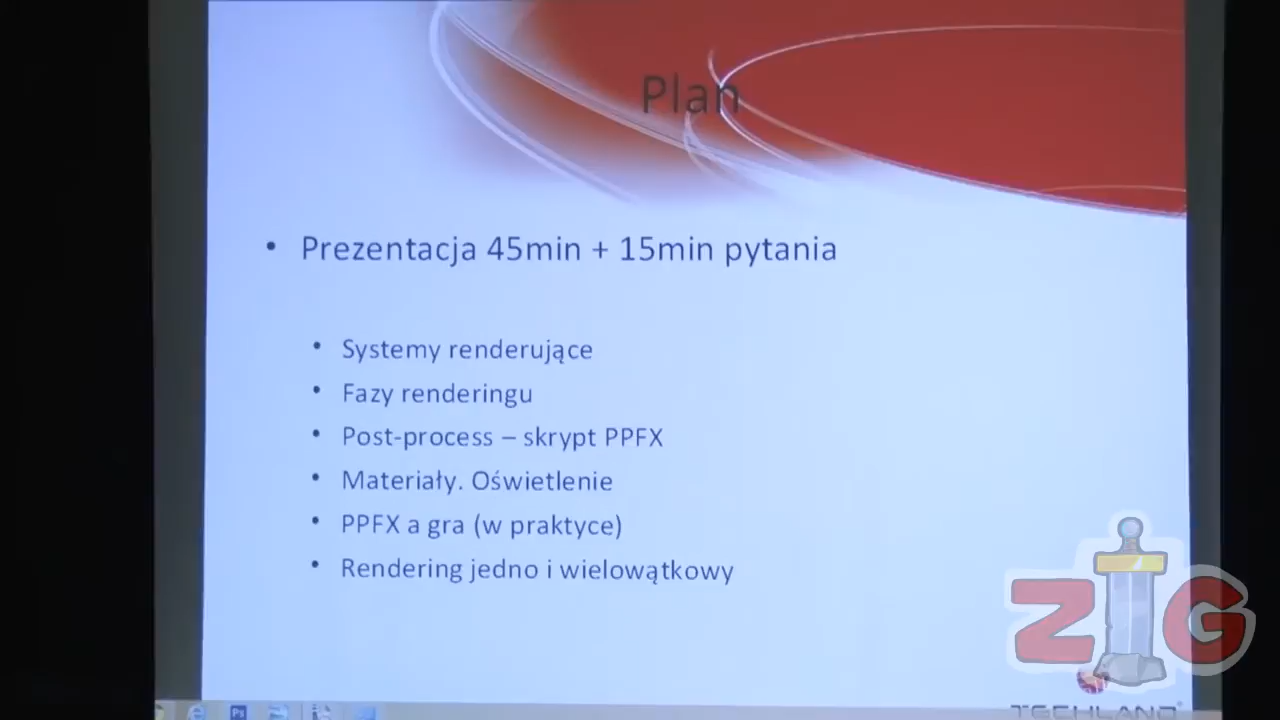 Plan
• Prezentacja 45min + 15min pytania
• Systemy renderujące
• Fazy renderingu
• Post-process – skrypt PPFX
• Materiały. Oświetlenie
• PPFX a gra (w praktyce)
• Rendering jedno i wielowątkowy
ZIG
TECHLAND
Ps